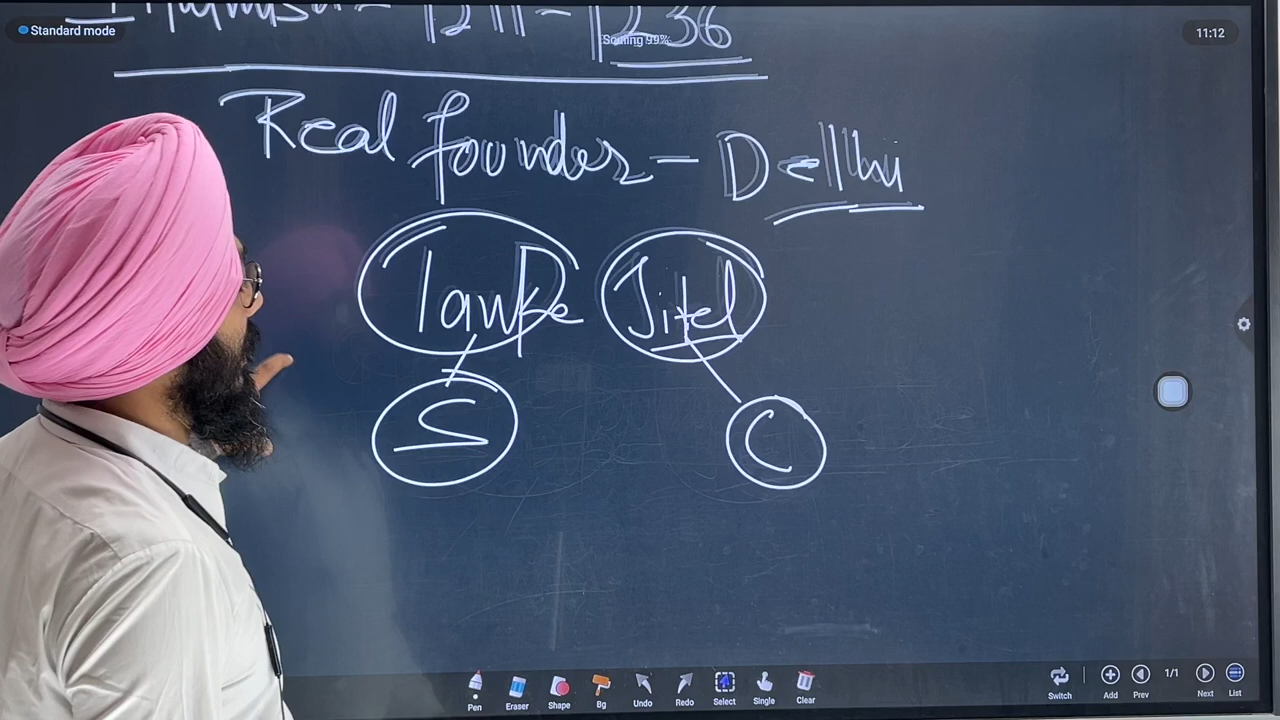 Standard mode
Scaling 99%
11:12
1211 - 1236
Real founder - Delhi
Tanke Jitel
S C
Pen Eraser Shape Bg Undo Redo Select Single Clear
Switch Add Prev 1/1 Next List